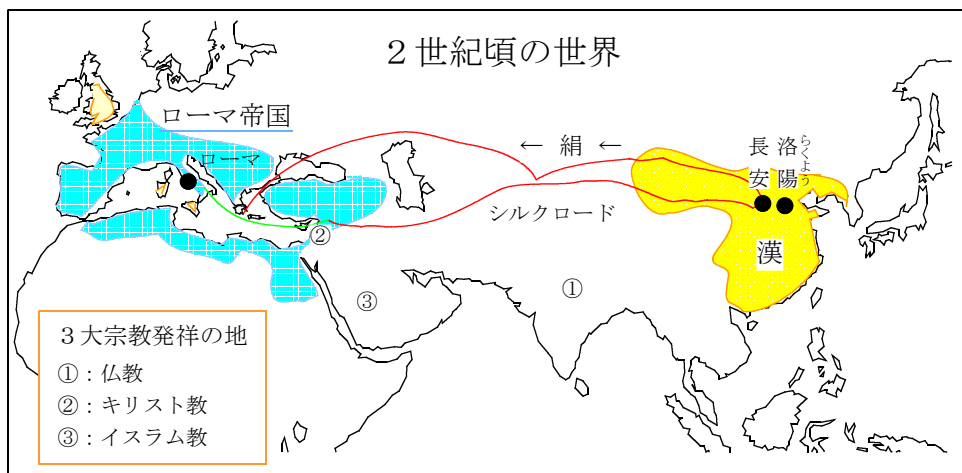 ２世紀頃の世界
ローマ帝国
ローマ
← 絹 ←
シルクロード
長安
洛陽
らくよう
漢
①
②
③
３大宗教発祥の地
①：仏教
②：キリスト教
③：イスラム教